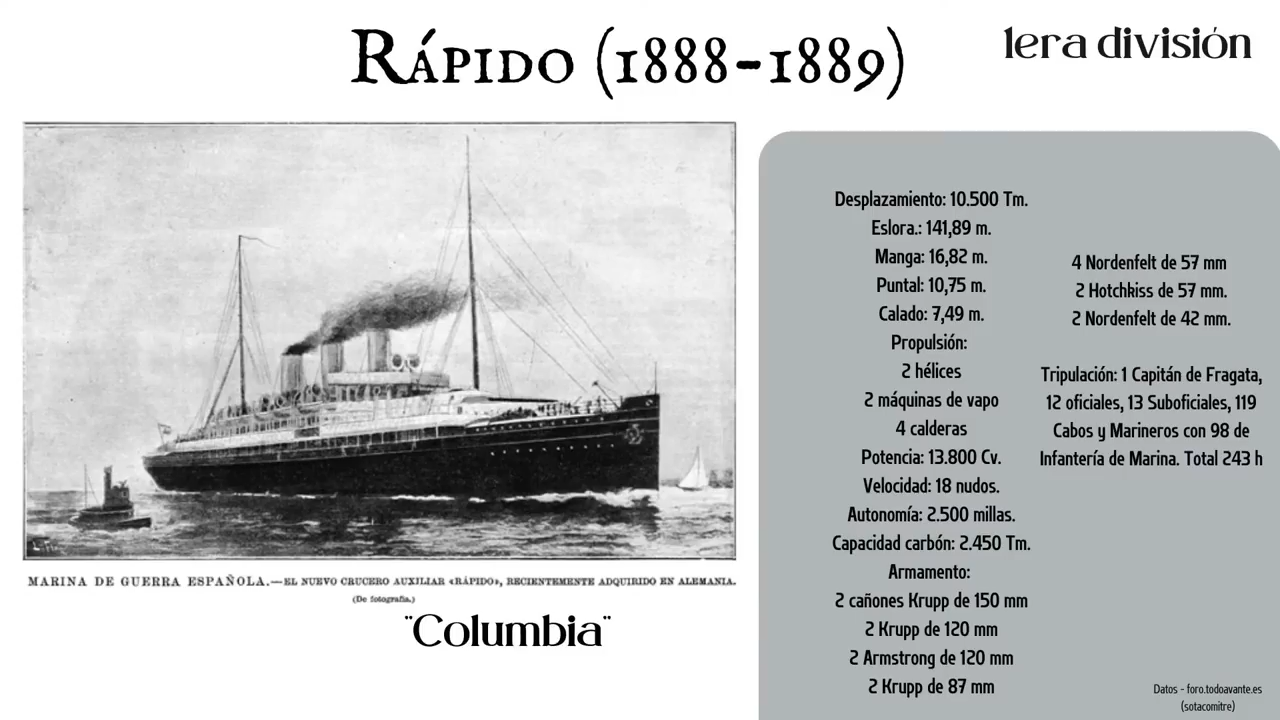 RÁPIDO (1888-1889)
1era división
MARINA DE GUERRA ESPAÑOLA.—EL NUEVO CRUCERO AUXILIAR «RÁPIDO», RECIENTEMENTE ADQUIRIDO EN ALEMANIA.
(De fotografía.)
"Columbia"
Desplazamiento: 10.500 Tm.
Eslora.: 141,89 m.
Manga: 16,82 m.
Puntal: 10,75 m.
Calado: 7,49 m.
Propulsión:
2 hélices
2 máquinas de vapo
4 calderas
Potencia: 13.800 Cv.
Velocidad: 18 nudos.
Autonomía: 2.500 millas.
Capacidad carbón: 2.450 Tm.
Armamento:
2 cañones Krupp de 150 mm
2 Krupp de 120 mm
2 Armstrong de 120 mm
2 Krupp de 87 mm
4 Nordenfelt de 57 mm
2 Hotchkiss de 57 mm.
2 Nordenfelt de 42 mm.
Tripulación: 1 Capitán de Fragata,
12 oficiales, 13 Suboficiales, 119
Cabos y Marineros con 98 de
Infantería de Marina. Total 243 h
Datos - foro.todoavante.es
(sotacomitre)